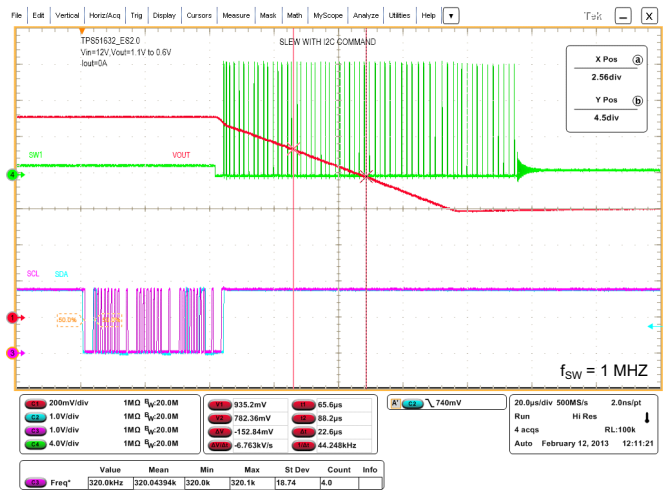 File Edit Vertical Horiz/Acq Trig Display Cursors Measure Mask Math MyScope Analyze Utilities Help Tek X
TPS51632_ES2.0
Vin=12V,Vout=1.1V to 0.6V
Iout=0A
SLEW WITH I2C COMMAND
X Pos a
2.56div
Y Pos b
4.5div
SW1
VOUT
4
SCL
SDA
1
-50.0%
3
fSW = 1 MHZ
C1 200mV/div 1MΩ BW:20.0M
C2 1.0V/div 1MΩ BW:20.0M
C3 1.0V/div 1MΩ BW:20.0M
C4 4.0V/div 1MΩ BW:20.0M
V1 935.2mV t1 65.6µs
V2 782.36mV t2 88.2µs
ΔV -152.84mV Δt 22.6µs
ΔV/Δt -6.763kV/s 1/Δt 44.248kHz
A' C2 740mV
20.0µs/div 500MS/s 2.0ns/pt
Run Hi Res
4 acqs RL:100k
Auto February 12, 2013 12:11:21
Value Mean Min Max St Dev Count Info
C3 Freq* 320.0kHz 320.04394k 320.0k 320.1k 18.74 4.0